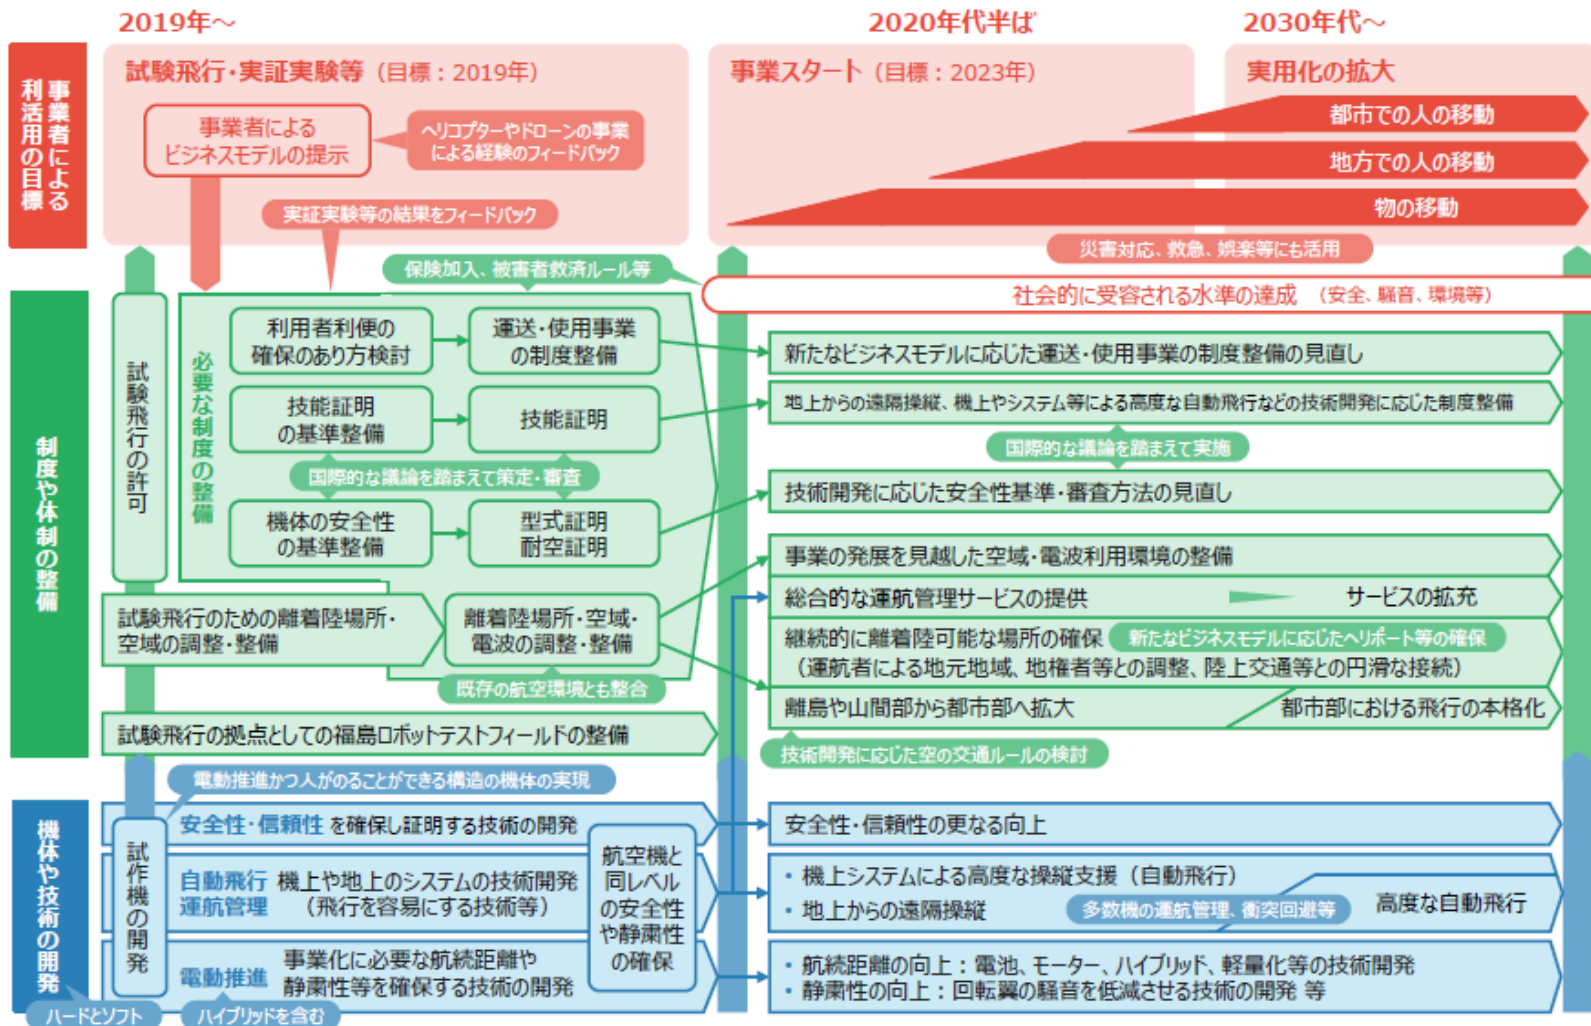 2019年～
2020年代半ば
2030年代～
事業者による
利活用の目標
試験飛行・実証実験等（目標：2019年）
事業者による
ビジネスモデルの提示
ヘリコプターやドローンの事業
による経験のフィードバック
実証実験等の結果をフィードバック
事業スタート（目標：2023年）
実用化の拡大
都市での人の移動
地方での人の移動
物の移動
災害対応、救急、娯楽等にも活用
制度や体制の整備
試験飛行の許可
必要な制度の整備
保険加入、被害者救済ルール等
社会的に受容される水準の達成（安全、騒音、環境等）
利用者利便の
確保のあり方検討
運送・使用事業
の制度整備
新たなビジネスモデルに応じた運送・使用事業の制度整備の見直し
技能証明
の基準整備
技能証明
地上からの遠隔操縦、機上やシステム等による高度な自動飛行などの技術開発に応じた制度整備
国際的な議論を踏まえて実施
国際的な議論を踏まえて策定・審査
機体の安全性
の基準整備
型式証明
耐空証明
技術開発に応じた安全性基準・審査方法の見直し
試験飛行のための離着陸場所・
空域の調整・整備
離着陸場所・空域・
電波の調整・整備
既存の航空環境とも整合
事業の発展を見越した空域・電波利用環境の整備
総合的な運航管理サービスの提供
サービスの拡充
継続的に離着陸可能な場所の確保
新たなビジネスモデルに応じたヘリポート等の確保
（運航者による地元地域、地権者等との調整、陸上交通等との円滑な接続）
離島や山間部から都市部へ拡大
都市部における飛行の本格化
試験飛行の拠点としての福島ロボットテストフィールドの整備
技術開発に応じた空の交通ルールの検討
機体や技術の開発
ハードとソフト
試作機の開発
電動推進かつ人がのることができる構造の機体の実現
安全性・信頼性 を確保し証明する技術の開発
自動飛行
運航管理
機上や地上のシステムの技術開発
（飛行を容易にする技術等）
電動推進
事業化に必要な航続距離や
静粛性等を確保する技術の開発
ハイブリッドを含む
航空機と
同レベル
の安全性
や静粛性
の確保
安全性・信頼性の更なる向上
・機上システムによる高度な操縦支援（自動飛行）
・地上からの遠隔操縦
多数機の運航管理、衝突回避等
高度な自動飛行
・航続距離の向上：電池、モーター、ハイブリッド、軽量化等の技術開発
・静粛性の向上：回転翼の騒音を低減させる技術の開発 等